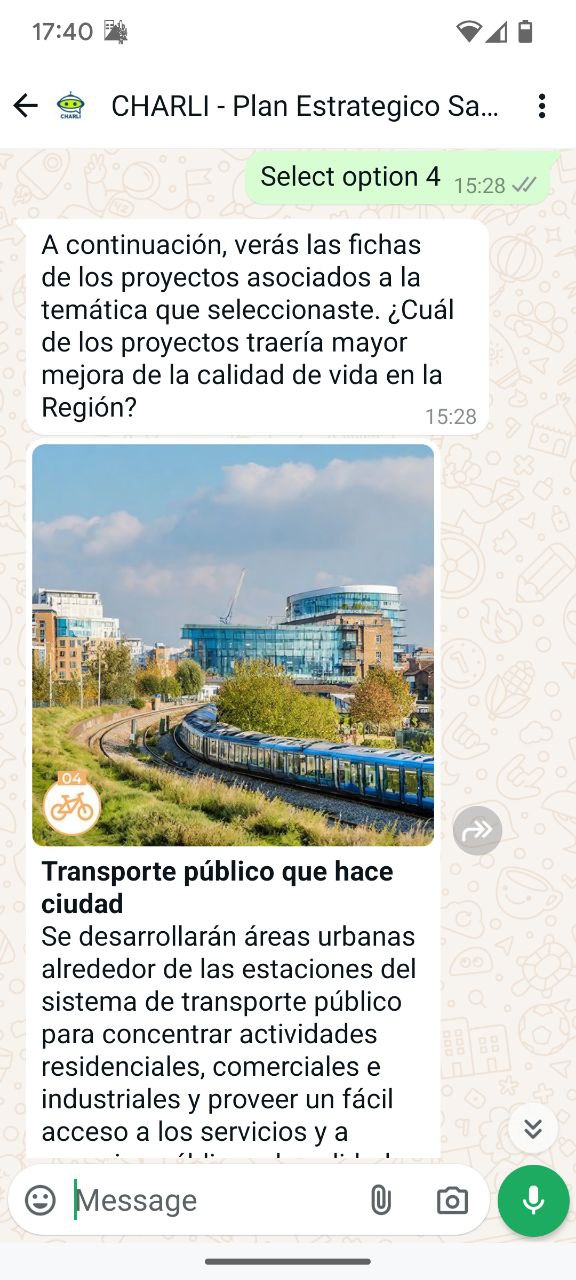 17:40
CHARLI - Plan Estrategico Sa...
CHARLI
Select option 4
15:28
A continuación, verás las fichas
de los proyectos asociados a la
temática que seleccionaste. ¿Cuál
de los proyectos traería mayor
mejora de la calidad de vida en la
Región?
15:28
04
Transporte público que hace
ciudad
Se desarrollarán áreas urbanas
alrededor de las estaciones del
sistema de transporte público
para concentrar actividades
residenciales, comerciales e
industriales y proveer un fácil
acceso a los servicios y a
Message